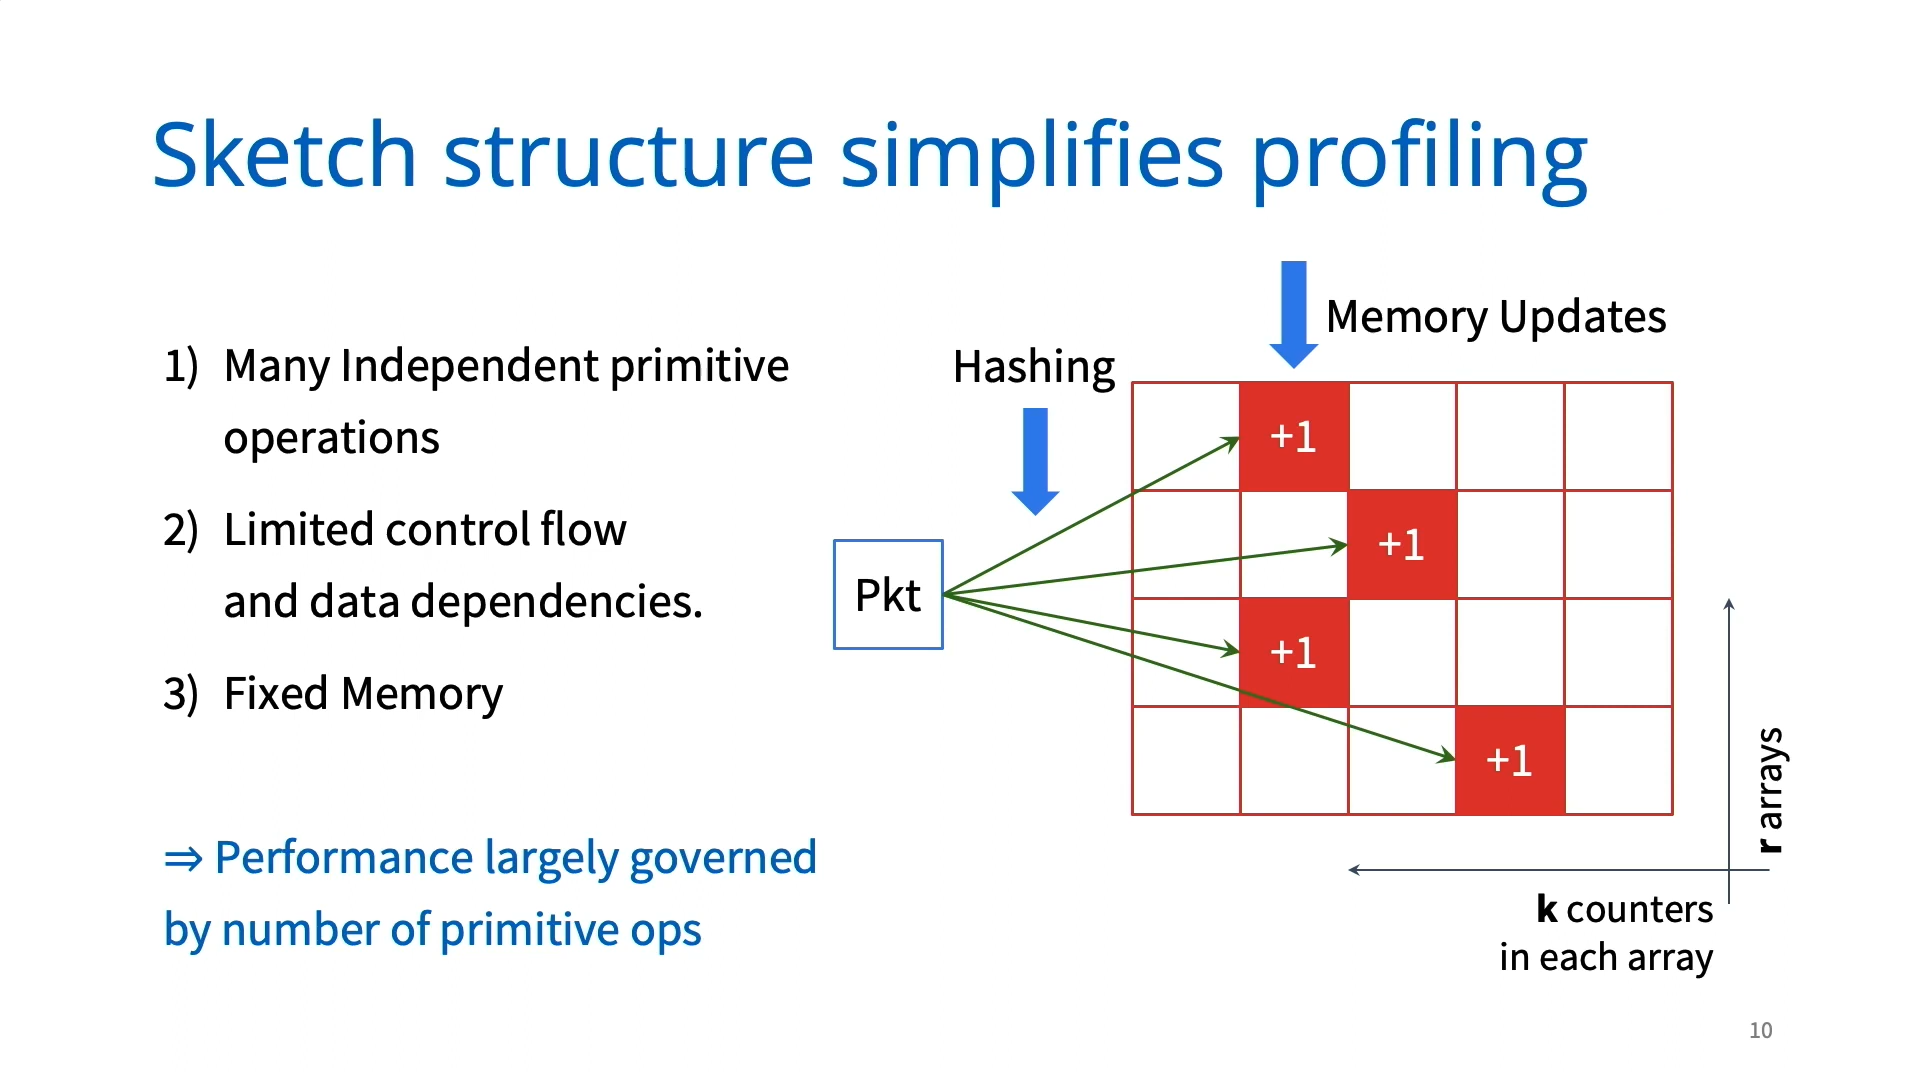 Sketch structure simplifies profiling
1) Many Independent primitive
operations
2) Limited control flow
and data dependencies.
3) Fixed Memory
⇒ Performance largely governed
by number of primitive ops
Memory Updates
Hashing
+1
+1
Pkt
+1
+1
r arrays
k counters
in each array
10